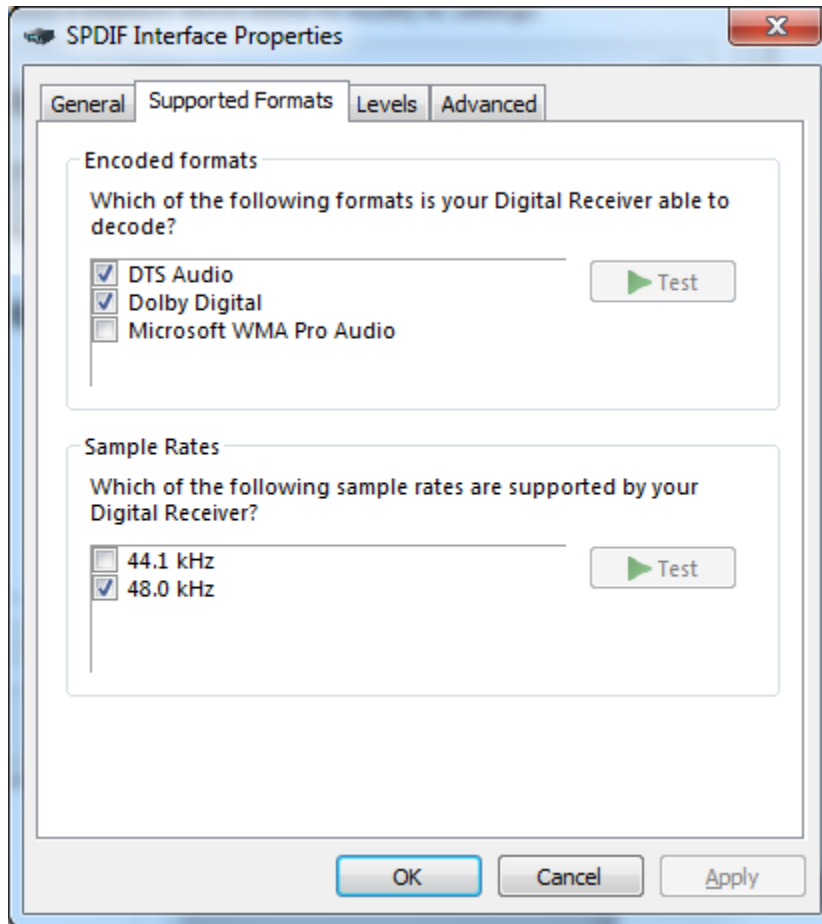 SPDIF Interface Properties
General Supported Formats Levels Advanced
Encoded formats
Which of the following formats is your Digital Receiver able to
decode?
DTS Audio
Test
Dolby Digital
Microsoft WMA Pro Audio
Sample Rates
Which of the following sample rates are supported by your
Digital Receiver?
44.1 kHz
Test
48.0 kHz
OK Cancel Apply